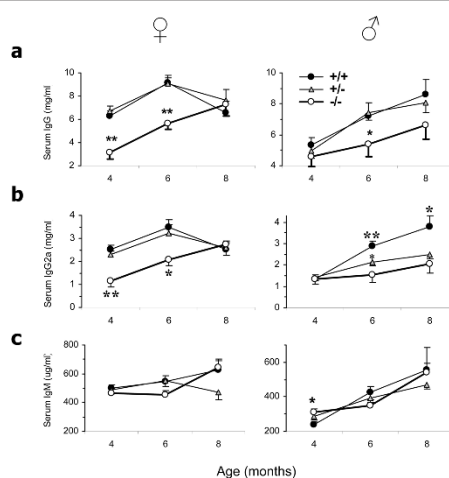 ♀ ♂
a
Serum IgG (mg/ml
10
8
6
4
2
** **
4 6 8
10
8
6
4
2
+/+
+/-
-/-
*
4 6 8
b
Serum IgG2a (mg/ml
5
4
3
2
1
0
** *
4 6 8
5
4
3
2
1
0
** * *
4 6 8
c
Serum IgM (ug/ml)
800
600
400
200
4 6 8
600
400
200
*
4 6 8
Age (months)